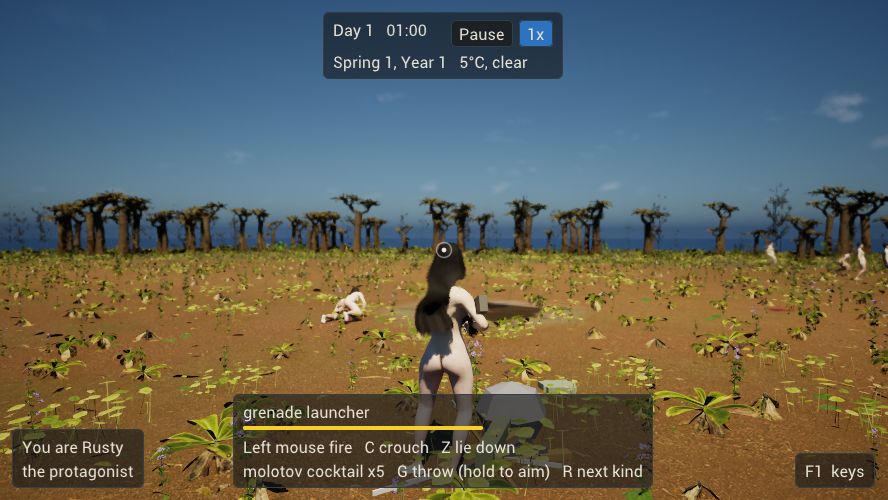 Day 1 01:00 Pause 1x
Spring 1, Year 1 5°C, clear
grenade launcher
Left mouse fire C crouch Z lie down
molotov cocktail x5 G throw (hold to aim) R next kind
You are Rusty
the protagonist
F1 keys